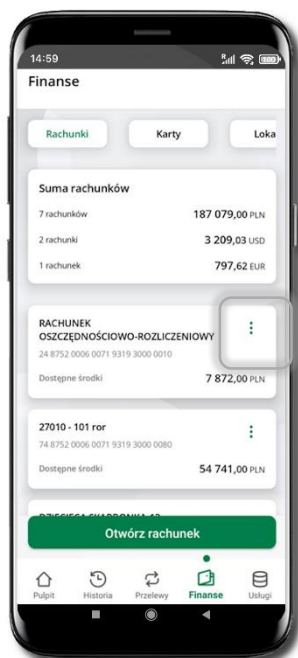 14:59
Finanse
Rachunki Karty Loka
Suma rachunków
7 rachunków 187 079,00 PLN
2 rachunki 3 209,03 USD
1 rachunek 797,62 EUR
RACHUNEK
OSZCZĘDNOŚCIOWO-ROZLICZENIOWY
24 8752 0006 0071 9319 3000 0010
Dostępne środki 7 872,00 PLN
27010 - 101 ror
74 8752 0006 0071 9319 3000 0080
Dostępne środki 54 741,00 PLN
Otwórz rachunek
Pulpit Historia Przelewy Finanse Usługi